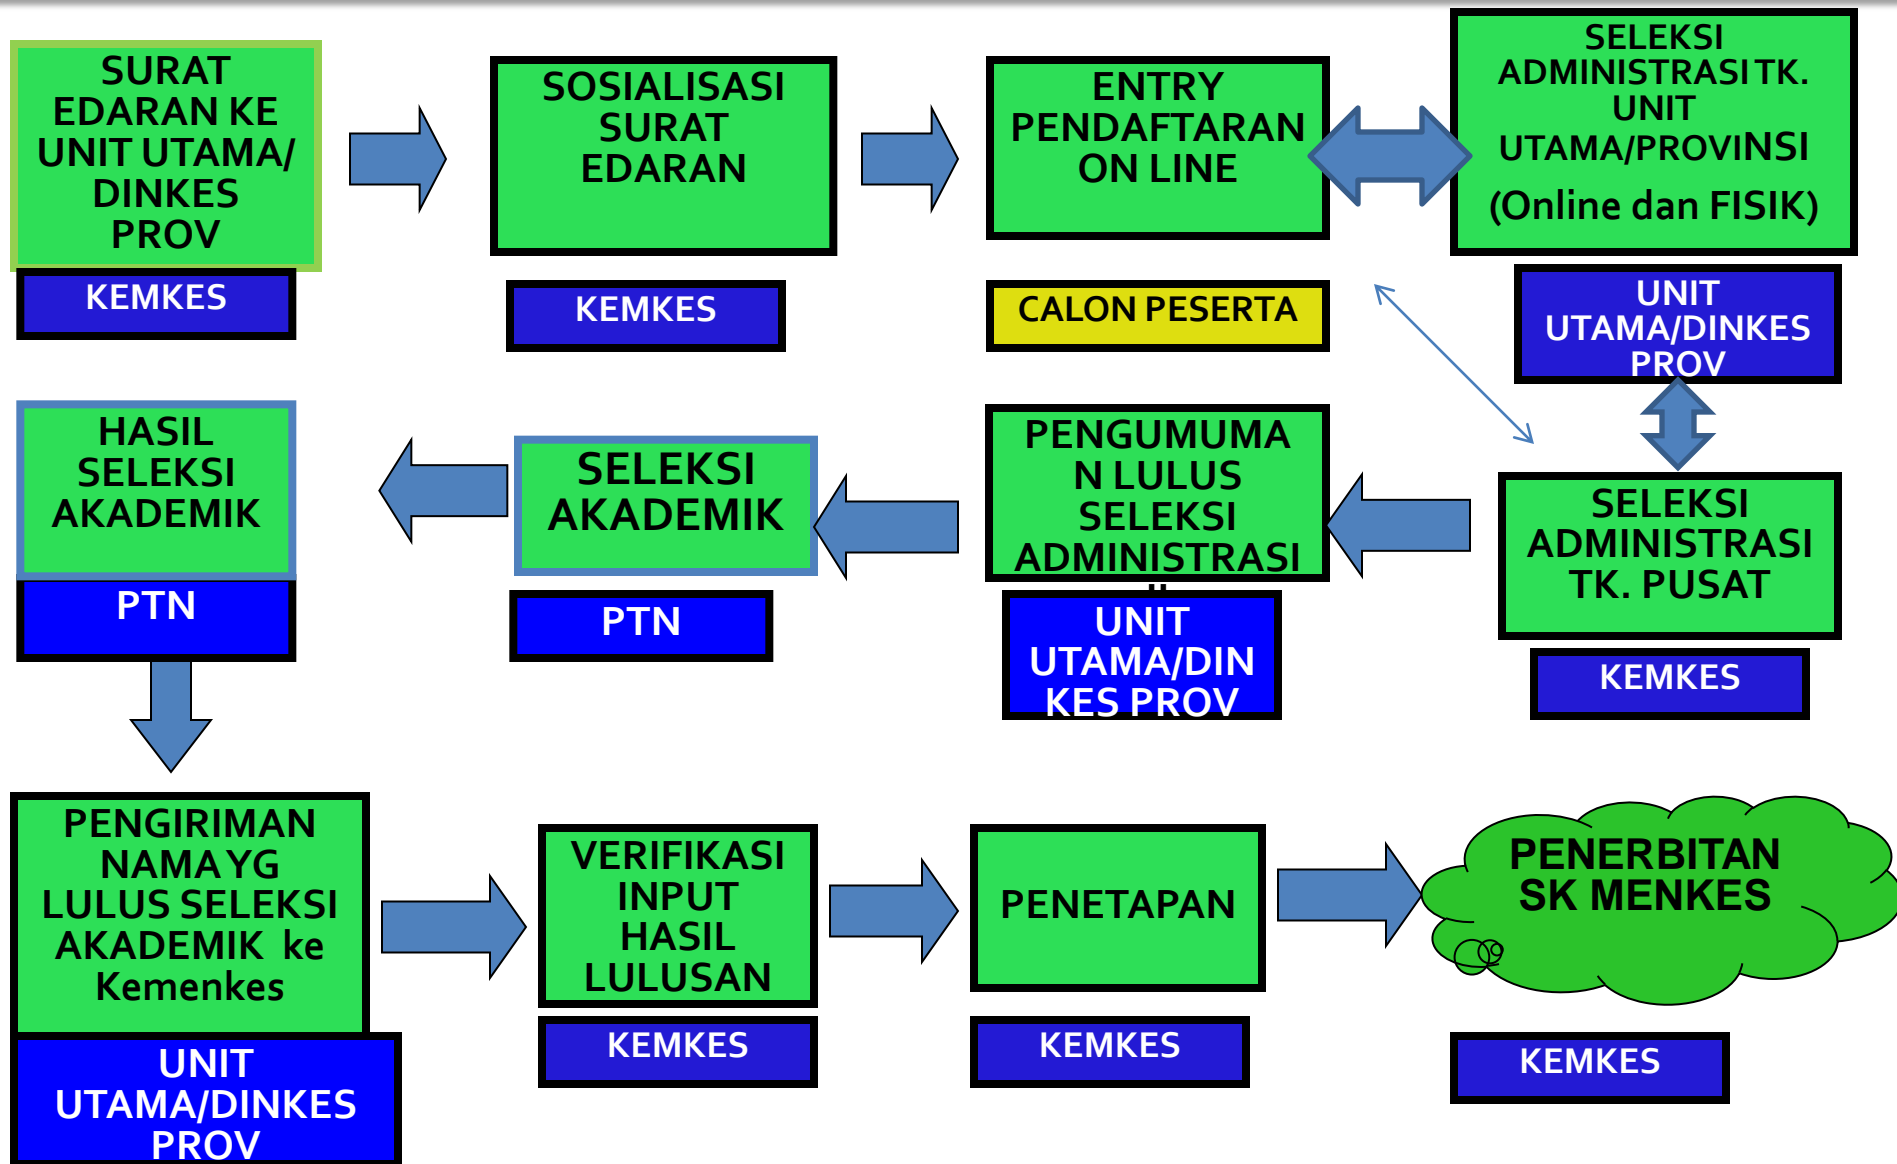 SURAT
EDARAN KE
UNIT UTAMA/
DINKES
PROV
KEMKES
SOSIALISASI
SURAT
EDARAN
KEMKES
ENTRY
PENDAFTARAN
ON LINE
CALON PESERTA
SELEKSI
ADMINISTRASI TK.
UNIT
UTAMA/PROVINSI
(Online dan FISIK)
UNIT
UTAMA/DINKES
PROV
SELEKSI
ADMINISTRASI
TK. PUSAT
KEMKES
PENGUMUMA
N LULUS
SELEKSI
ADMINISTRASI
UNIT
UTAMA/DIN
KES PROV
SELEKSI
AKADEMIK
PTN
HASIL
SELEKSI
AKADEMIK
PTN
PENGIRIMAN
NAMA YG
LULUS SELEKSI
AKADEMIK ke
Kemenkes
UNIT
UTAMA/DINKES
PROV
VERIFIKASI
INPUT
HASIL
LULUSAN
KEMKES
PENETAPAN
KEMKES
PENERBITAN
SK MENKES
KEMKES